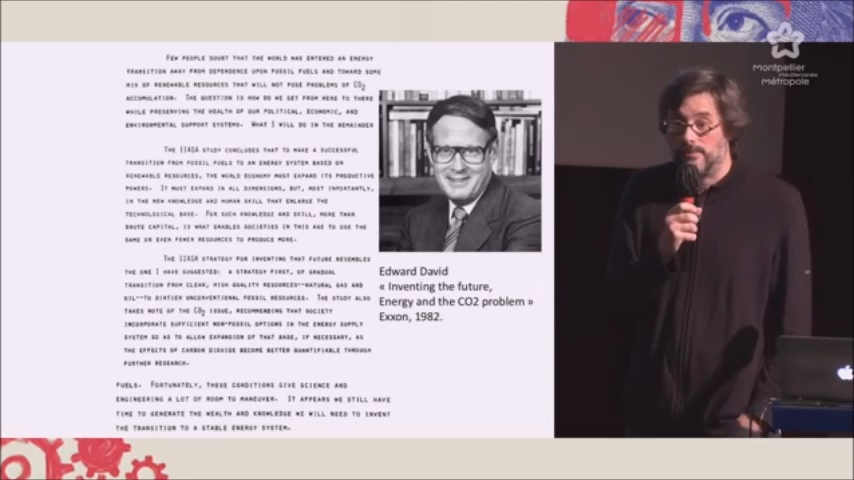 FEW PEOPLE DOUBT THAT THE WORLD HAS ENTERED AN ENERGY
TRANSITION AWAY FROM DEPENDENCE UPON FOSSIL FUELS AND TOWARD SOME
MIX OF RENEWABLE RESOURCES THAT WILL NOT POSE PROBLEMS OF CO2
ACCUMULATION. THE QUESTION IS HOW DO WE GET FROM HERE TO THERE
WHILE PRESERVING THE HEALTH OF OUR POLITICAL, ECONOMIC, AND
ENVIRONMENTAL SUPPORT SYSTEMS. WHAT I WILL DO IN THE REMAINDER
THE IIASA STUDY CONCLUDES THAT TO MAKE A SUCCESSFUL
TRANSITION FROM FOSSIL FUELS TO AN ENERGY SYSTEM BASED ON
RENEWABLE RESOURCES, THE WORLD ECONOMY MUST EXPAND ITS PRODUCTIVE
POWERS. IT MUST EXPAND IN ALL DIMENSIONS, BUT, MOST IMPORTANTLY,
IN THE NEW KNOWLEDGE AND HUMAN SKILL THAT ENLARGE THE
TECHNOLOGICAL BASE. FOR SUCH KNOWLEDGE AND SKILL, MORE THAN
BRUTE CAPITAL, IS WHAT ENABLES SOCIETIES IN THIS AGE TO USE THE
SAME OR EVEN FEWER RESOURCES TO PRODUCE MORE.
THE IIASA STRATEGY FOR INVENTING THAT FUTURE RESEMBLES
THE ONE I HAVE SUGGESTED: A STRATEGY FIRST, OF GRADUAL
TRANSITION FROM CLEAN, HIGH QUALITY RESOURCES--NATURAL GAS AND
OIL--TO DIRTIER UNCONVENTIONAL FOSSIL RESOURCES. THE STUDY ALSO
TAKES NOTE OF THE CO2 ISSUE, RECOMMENDING THAT SOCIETY
INCORPORATE SUFFICIENT NON-FOSSIL OPTIONS IN THE ENERGY SUPPLY
SYSTEM SO AS TO ALLOW EXPANSION OF THAT BASE, IF NECESSARY, AS
THE EFFECTS OF CARBON DIOXIDE BECOME BETTER QUANTIFIABLE THROUGH
FURTHER RESEARCH.
FUELS. FORTUNATELY, THESE CONDITIONS GIVE SCIENCE AND
ENGINEERING A LOT OF ROOM TO MANEUVER. IT APPEARS WE STILL HAVE
TIME TO GENERATE THE WEALTH AND KNOWLEDGE WE WILL NEED TO INVENT
THE TRANSITION TO A STABLE ENERGY SYSTEM.
Edward David
« Inventing the future,
Energy and the CO2 problem »
Exxon, 1982.
montpellier
méditerranée
métropole